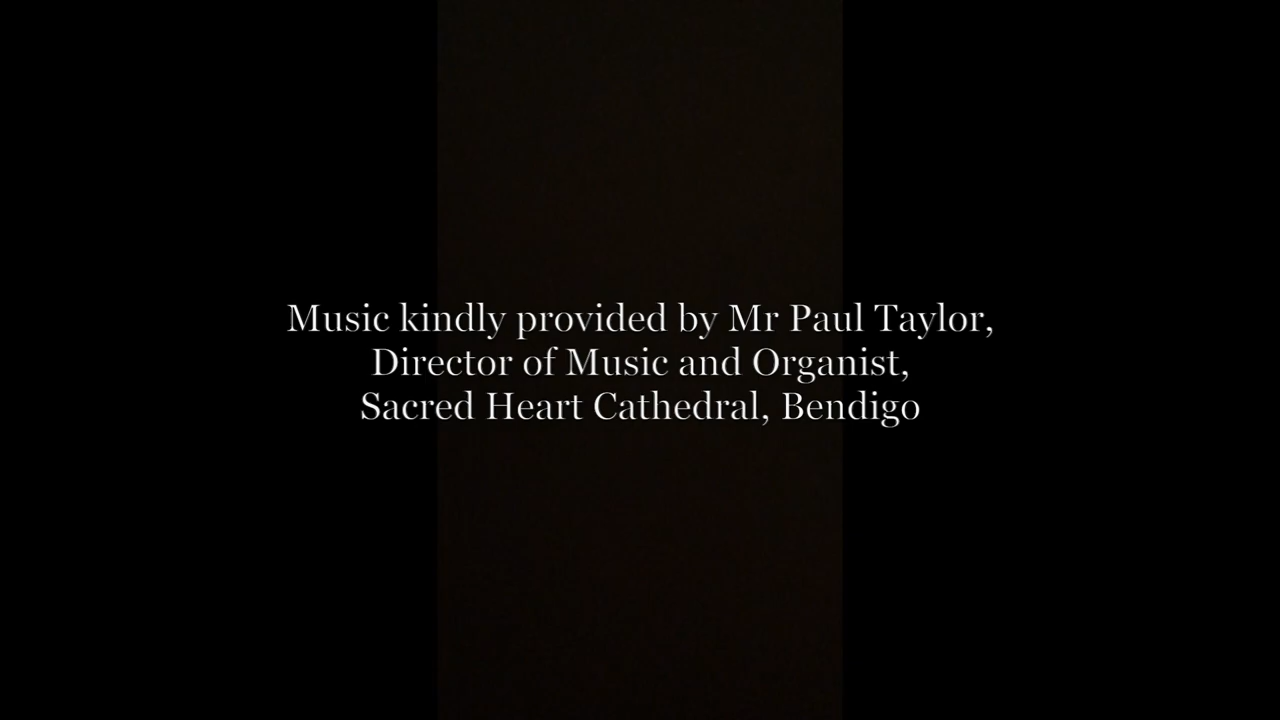 Music kindly provided by Mr Paul Taylor,
Director of Music and Organist,
Sacred Heart Cathedral, Bendigo